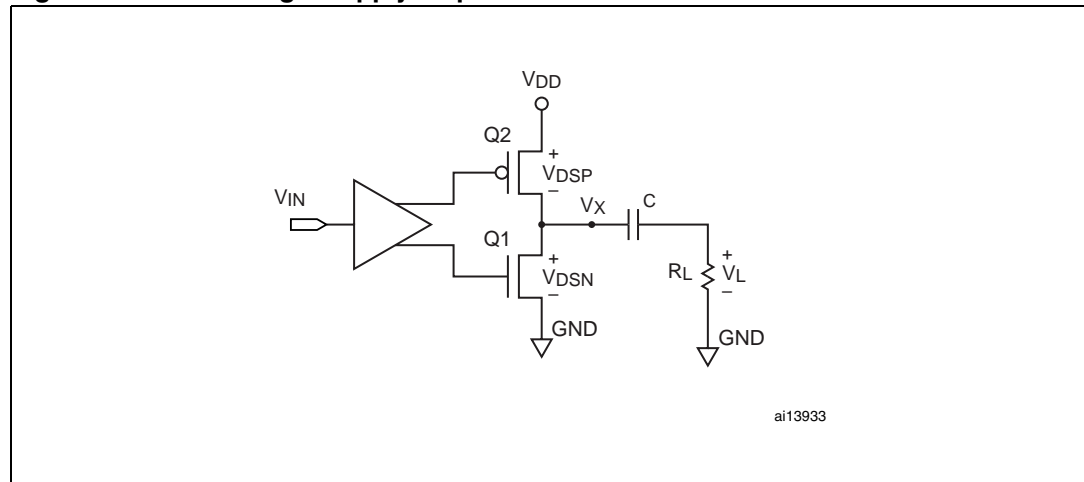 VDD
Q2
+
VDSP
–
VIN
VX
C
Q1
+
VDSN
–
RL
+
VL
–
GND
GND
ai13933